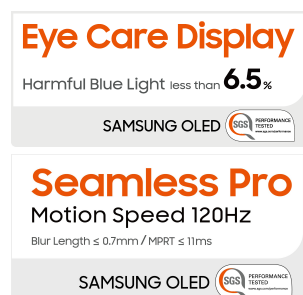 Eye Care Display
Harmful Blue Light less than 6.5%
SAMSUNG OLED SGS PERFORMANCE TESTED
Seamless Pro
Motion Speed 120Hz
Blur Length ≤ 0.7mm / MPRT ≤ 11ms
SAMSUNG OLED SGS PERFORMANCE TESTED